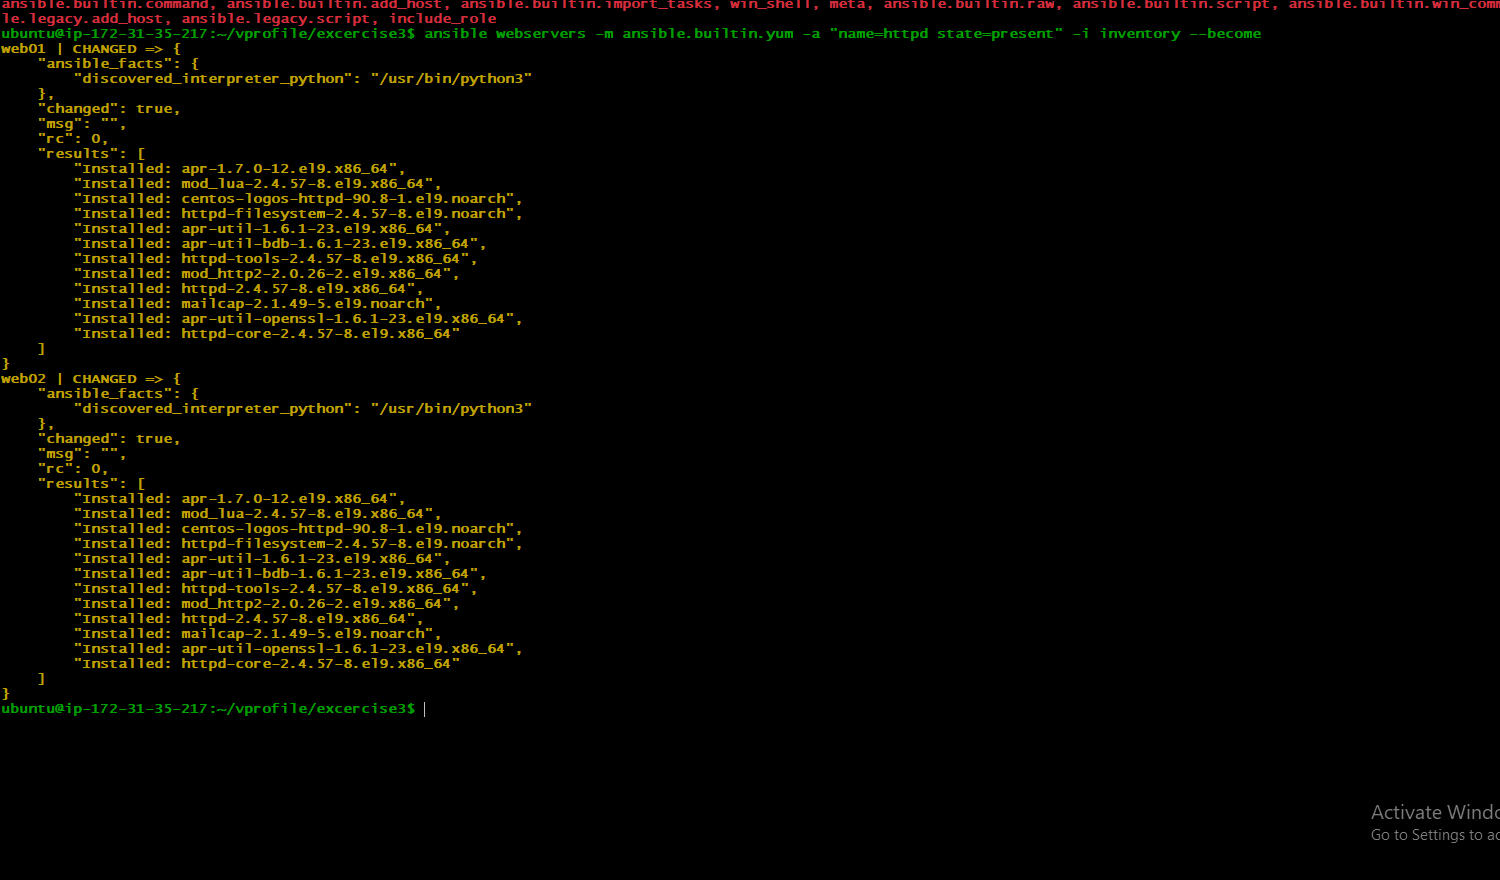 ansible.builtin.command, ansible.builtin.add_host, ansible.builtin.import_tasks, win_shell, meta, ansible.builtin.raw, ansible.builtin.script, ansible.builtin.win_comm
le.legacy.add_host, ansible.legacy.script, include_role
ubuntu@ip-172-31-35-217:~/vprofile/excercise3$ ansible webservers -m ansible.builtin.yum -a "name=httpd state=present" -i inventory --become
web01 | CHANGED => {
    "ansible_facts": {
        "discovered_interpreter_python": "/usr/bin/python3"
    },
    "changed": true,
    "msg": "",
    "rc": 0,
    "results": [
        "Installed: apr-1.7.0-12.el9.x86_64",
        "Installed: mod_lua-2.4.57-8.el9.x86_64",
        "Installed: centos-logos-httpd-90.8-1.el9.noarch",
        "Installed: httpd-filesystem-2.4.57-8.el9.noarch",
        "Installed: apr-util-1.6.1-23.el9.x86_64",
        "Installed: apr-util-bdb-1.6.1-23.el9.x86_64",
        "Installed: httpd-tools-2.4.57-8.el9.x86_64",
        "Installed: mod_http2-2.0.26-2.el9.x86_64",
        "Installed: httpd-2.4.57-8.el9.x86_64",
        "Installed: mailcap-2.1.49-5.el9.noarch",
        "Installed: apr-util-openssl-1.6.1-23.el9.x86_64",
        "Installed: httpd-core-2.4.57-8.el9.x86_64"
    ]
}
web02 | CHANGED => {
    "ansible_facts": {
        "discovered_interpreter_python": "/usr/bin/python3"
    },
    "changed": true,
    "msg": "",
    "rc": 0,
    "results": [
        "Installed: apr-1.7.0-12.el9.x86_64",
        "Installed: mod_lua-2.4.57-8.el9.x86_64",
        "Installed: centos-logos-httpd-90.8-1.el9.noarch",
        "Installed: httpd-filesystem-2.4.57-8.el9.noarch",
        "Installed: apr-util-1.6.1-23.el9.x86_64",
        "Installed: apr-util-bdb-1.6.1-23.el9.x86_64",
        "Installed: httpd-tools-2.4.57-8.el9.x86_64",
        "Installed: mod_http2-2.0.26-2.el9.x86_64",
        "Installed: httpd-2.4.57-8.el9.x86_64",
        "Installed: mailcap-2.1.49-5.el9.noarch",
        "Installed: apr-util-openssl-1.6.1-23.el9.x86_64",
        "Installed: httpd-core-2.4.57-8.el9.x86_64"
    ]
}
ubuntu@ip-172-31-35-217:~/vprofile/excercise3$
Activate Windo
Go to Settings to ac